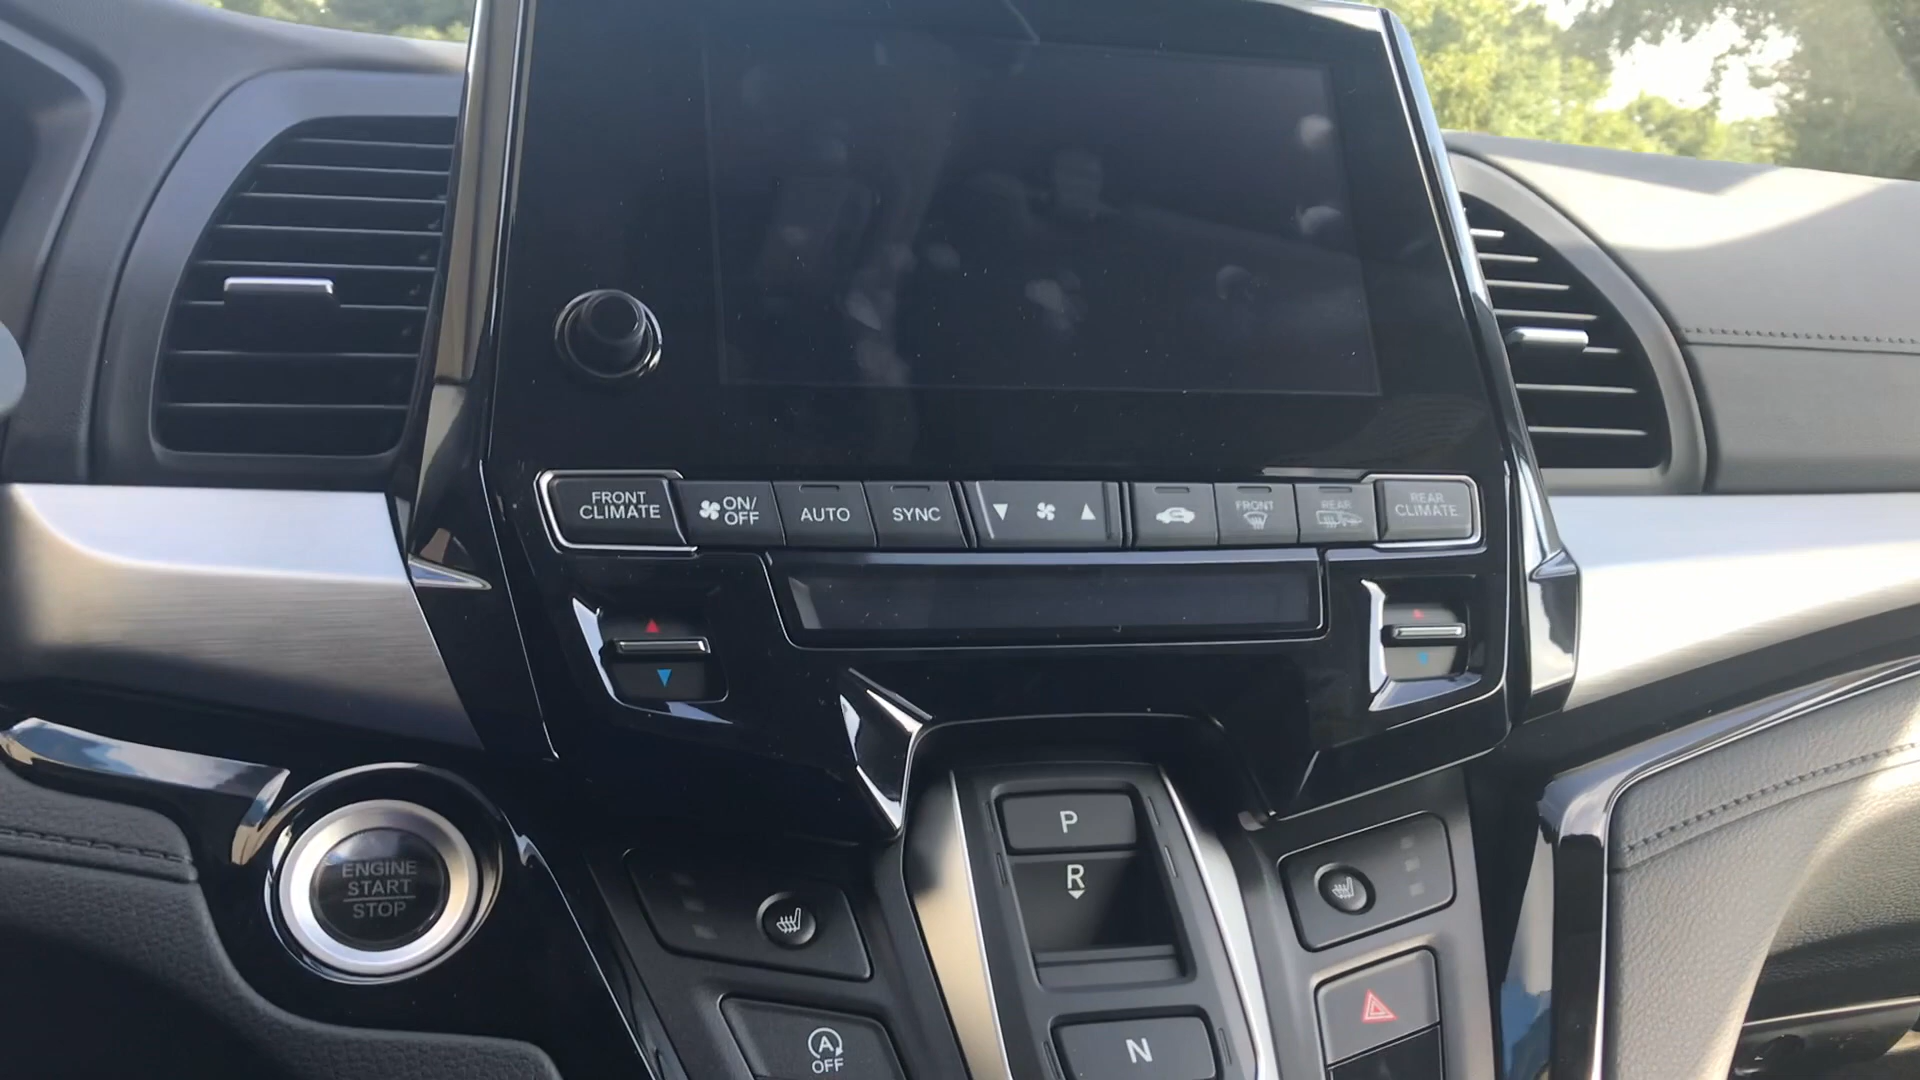 FRONT
CLIMATE
ON/
OFF
AUTO
SYNC
FRONT
REAR
REAR
CLIMATE
ENGINE
START
STOP
P
R
N
A
OFF